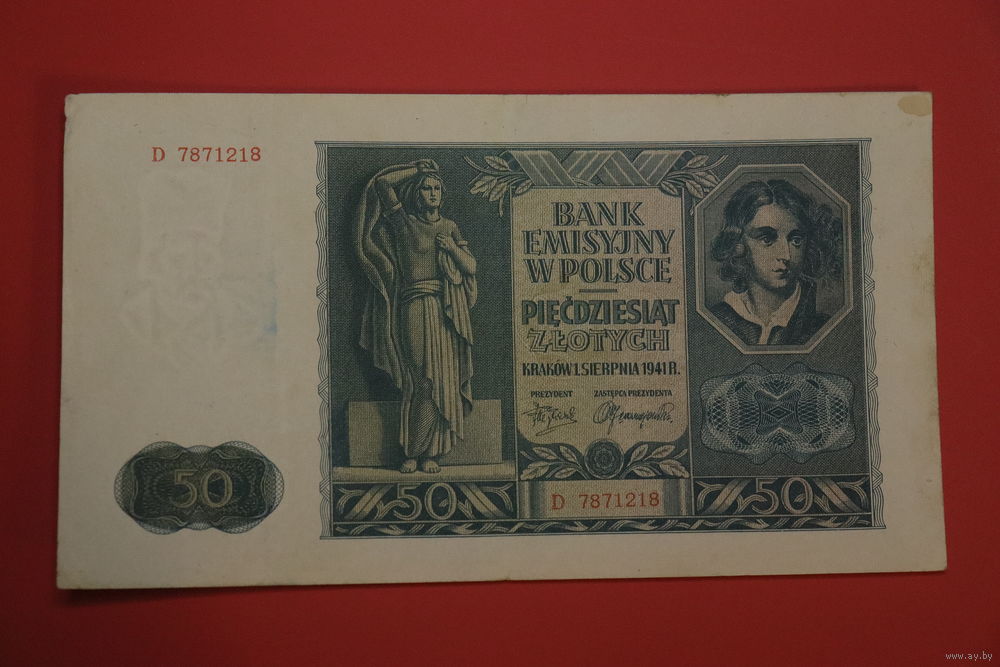 D 7871218
BANK
EMISYJNY
W POLSCE
PIĘĆDZIESIĄT
ZŁOTYCH
KRAKÓW 1. SIERPNIA 1941 R.
PREZYDENT ZASTĘPCA PREZYDENTA
50
50
D 7871218
50
www.ay.by